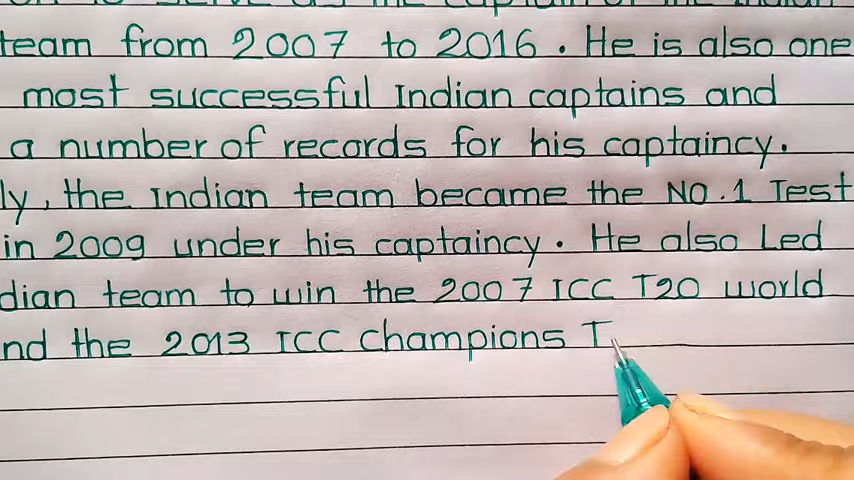 team from 2007 to 2016. He is also one
most successful Indian captains and
a number of records for his captaincy.
ly, the Indian team became the NO.1 Test
in 2009 under his captaincy. He also Led
dian team to win the 2007 ICC T20 world
nd the 2013 ICC Champions T